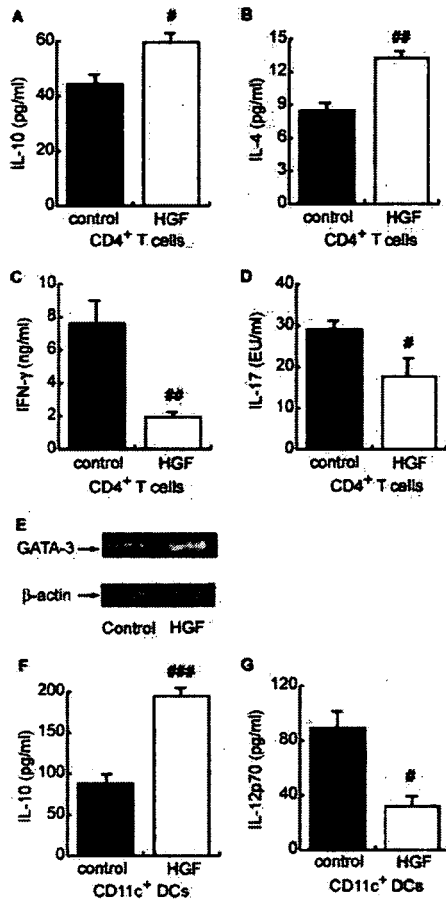 A
#
60
40
20
0
IL-10 (pg/ml)
control HGF
CD4+ T cells
B
##
15
12
9
6
3
0
IL-4 (pg/ml)
control HGF
CD4+ T cells
C
10
8
6
4
2
0
IFN-γ (ng/ml)
##
control HGF
CD4+ T cells
D
40
30
20
10
0
IL-17 (EU/ml)
#
control HGF
CD4+ T cells
E
GATA-3
β-actin
Control HGF
F
###
200
150
100
50
0
IL-10 (pg/ml)
control HGF
CD11c+ DCs
G
120
80
40
0
IL-12p70 (pg/ml)
#
control HGF
CD11c+ DCs